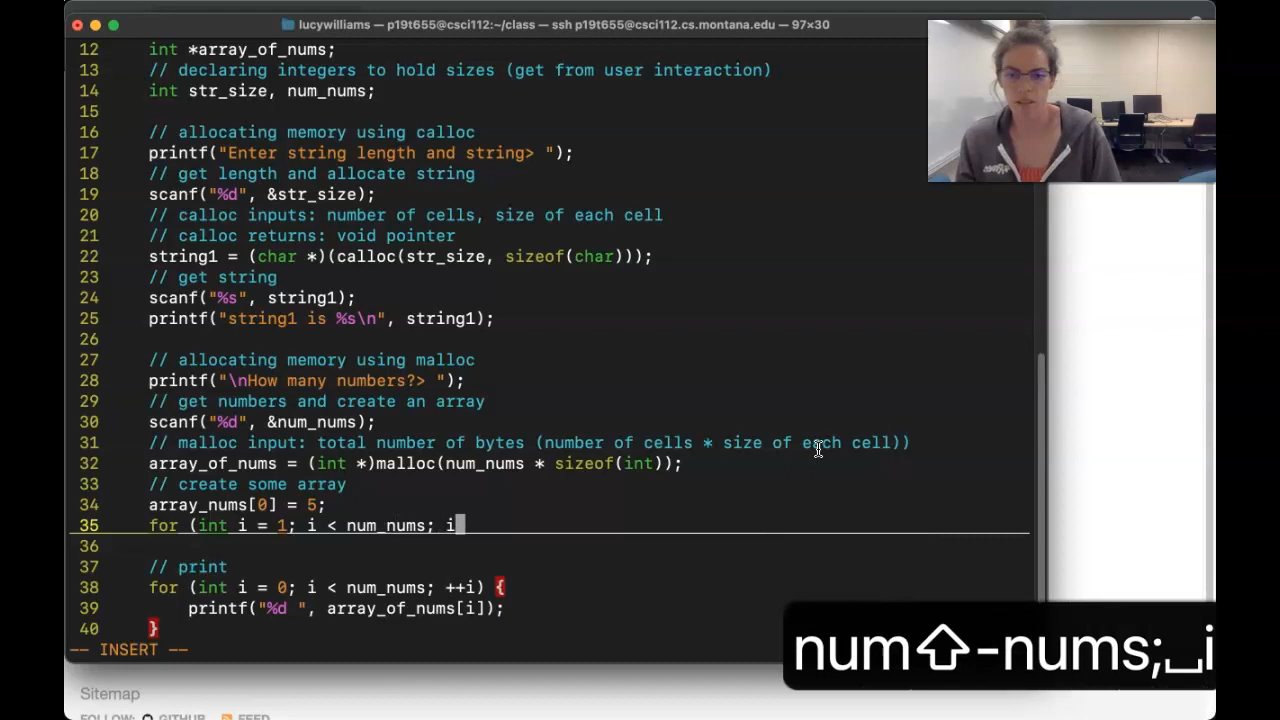 lucywilliams — p19t655@csci112:~/class — ssh p19t655@csci112.cs.montana.edu — 97×30
12 int *array_of_nums;
13 // declaring integers to hold sizes (get from user interaction)
14 int str_size, num_nums;
15
16 // allocating memory using calloc
17 printf("Enter string length and string> ");
18 // get length and allocate string
19 scanf("%d", &str_size);
20 // calloc inputs: number of cells, size of each cell
21 // calloc returns: void pointer
22 string1 = (char *)(calloc(str_size, sizeof(char)));
23 // get string
24 scanf("%s", string1);
25 printf("string1 is %s\n", string1);
26
27 // allocating memory using malloc
28 printf("\nHow many numbers?> ");
29 // get numbers and create an array
30 scanf("%d", &num_nums);
31 // malloc input: total number of bytes (number of cells * size of each cell))
32 array_of_nums = (int *)malloc(num_nums * sizeof(int));
33 // create some array
34 array_nums[0] = 5;
35 for (int i = 1; i < num_nums; i
36
37 // print
38 for (int i = 0; i < num_nums; ++i) {
39 printf("%d ", array_of_nums[i]);
40 }
-- INSERT --
num⇧-nums;␣i
Sitemap
FOLLOW: GITHUB FEED